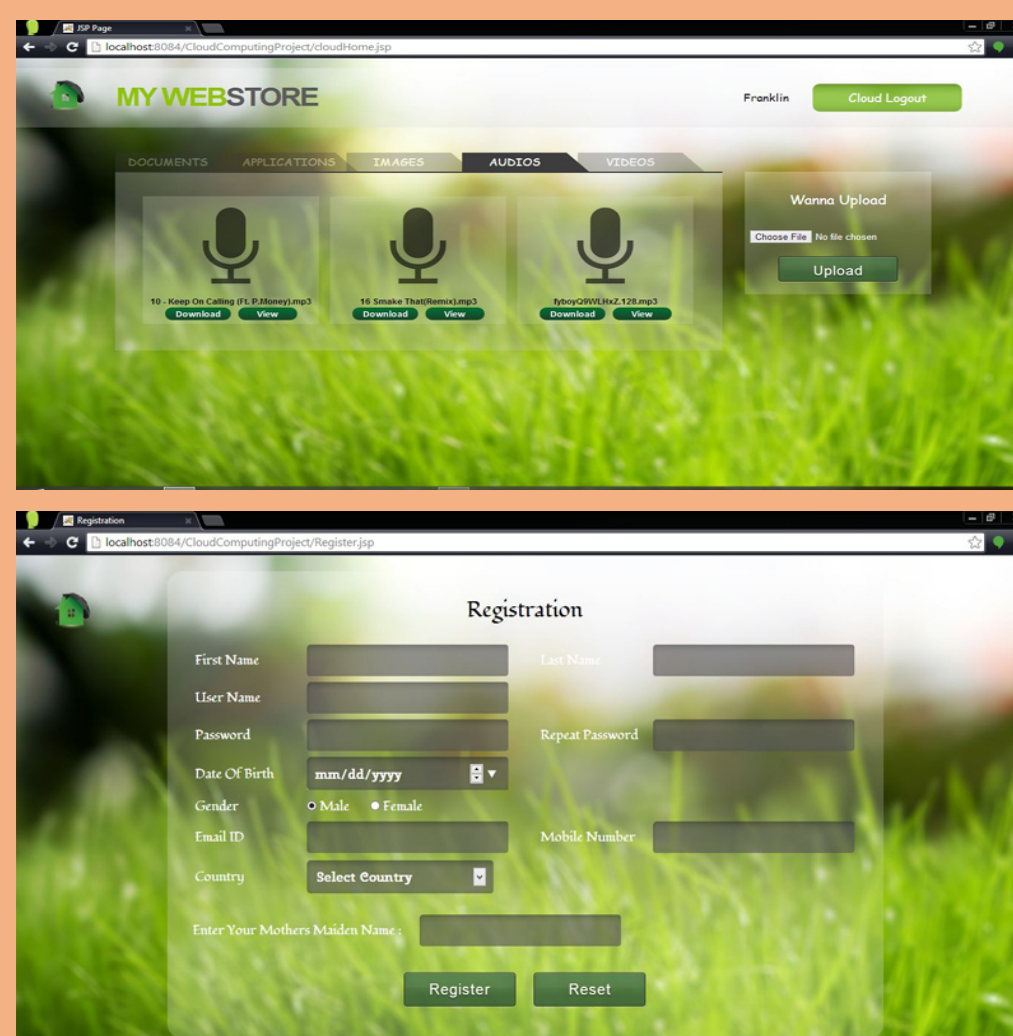 JSP Page
localhost:8084/CloudComputingProject/cloudHome.jsp
MY WEBSTORE
Franklin
Cloud Logout
DOCUMENTS APPLICATIONS IMAGES AUDIOS VIDEOS
Wanna Upload
Choose File No file chosen
Upload
10 - Keep On Calling (Ft. P.Money).mp3 16 Smake That(Remix).mp3 fyboyQ9WLHxZ.128.mp3
Download View Download View Download View
Registration
localhost:8084/CloudComputingProject/Register.jsp
Registration
First Name Last Name
User Name
Password Repeat Password
Date Of Birth mm/dd/yyyy
Gender Male Female
Email ID Mobile Number
Country Select Country
Enter Your Mothers Maiden Name :
Register Reset